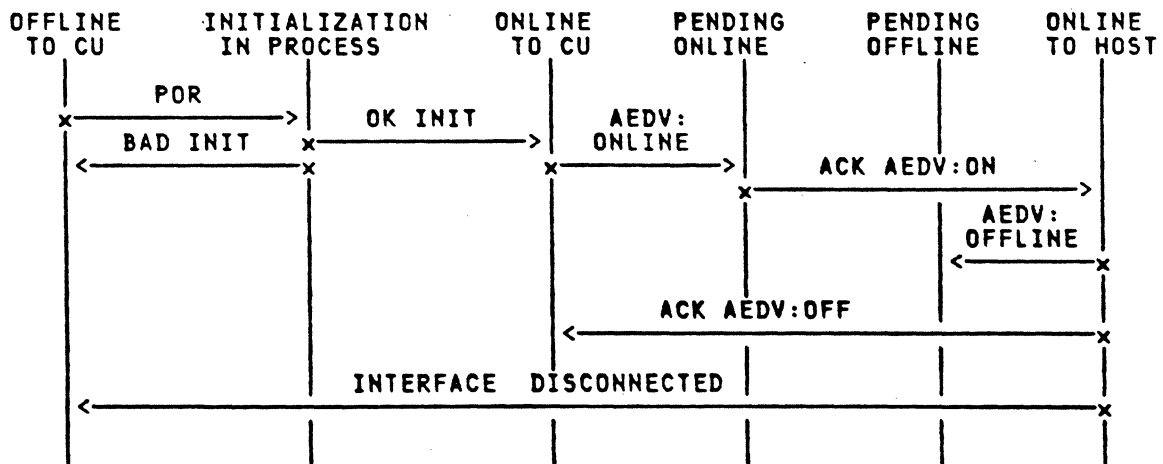 OFFLINE INITIALIZATION ONLINE PENDING PENDING ONLINE
TO CU IN PROCESS TO CU ONLINE OFFLINE TO HOST
POR
OK INIT AEDV:
BAD INIT ONLINE
ACK AEDV:ON
AEDV:
OFFLINE
ACK AEDV:OFF
INTERFACE DISCONNECTED